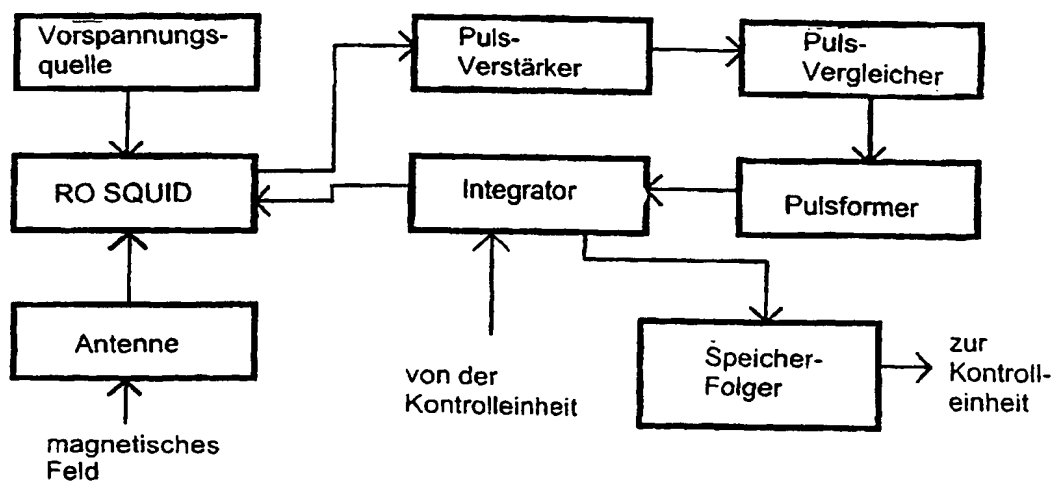 Vorspannungs-
quelle
Puls-
Verstärker
Puls-
Vergleicher
RO SQUID
Integrator
Pulsformer
Antenne
Speicher-
Folger
zur
Kontroll-
einheit
von der
Kontrolleinheit
magnetisches
Feld